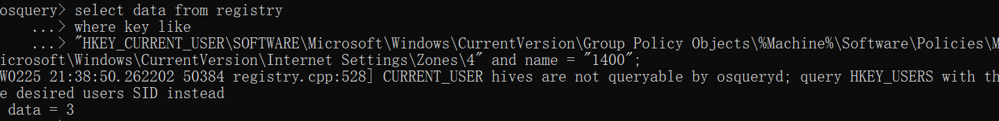 osquery> select data from registry
...> where key like
...> "HKEY_CURRENT_USER\SOFTWARE\Microsoft\Windows\CurrentVersion\Group Policy Objects\%Machine%\Software\Policies\M
icrosoft\Windows\CurrentVersion\Internet Settings\Zones\4" and name = "1400";
W0225 21:38:50.262202 50384 registry.cpp:528] CURRENT_USER hives are not queryable by osqueryd; query HKEY_USERS with th
e desired users SID instead
data = 3